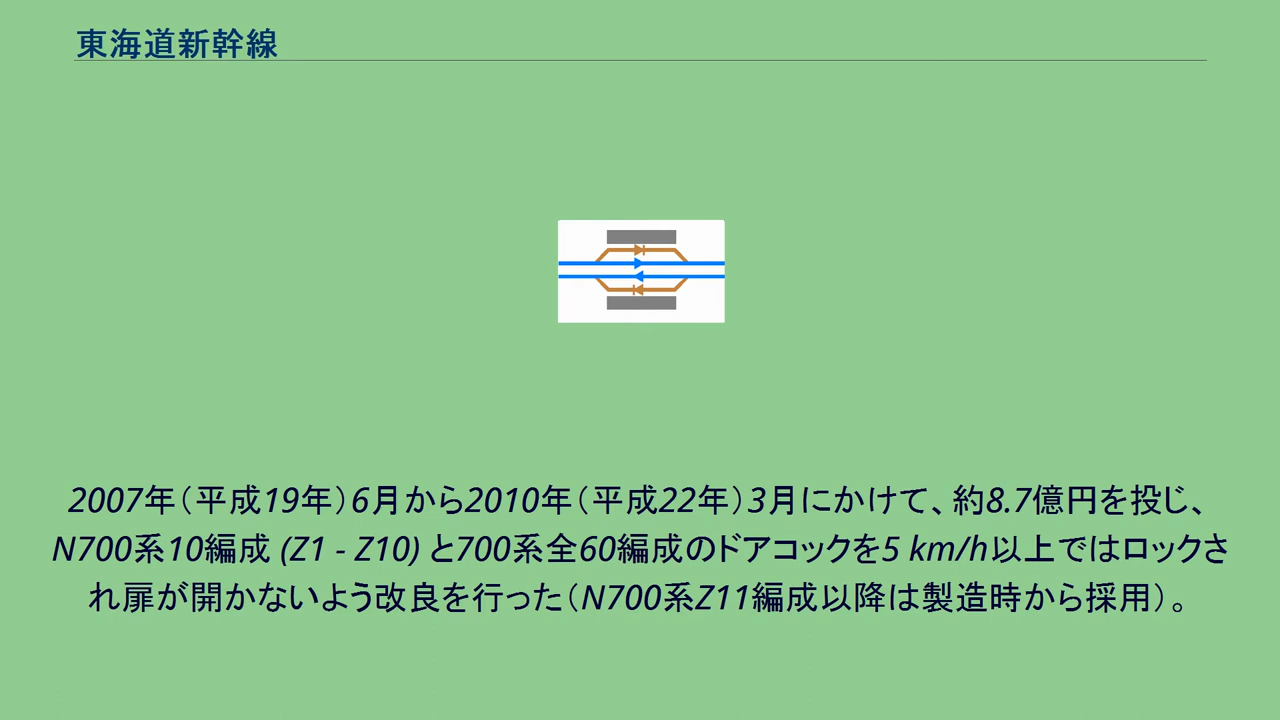 東海道新幹線
2007年（平成19年）6月から2010年（平成22年）3月にかけて、約8.7億円を投じ、
N700系10編成 (Z1 - Z10) と700系全60編成のドアコックを5 km/h以上ではロックさ
れ扉が開かないよう改良を行った（N700系Z11編成以降は製造時から採用）。